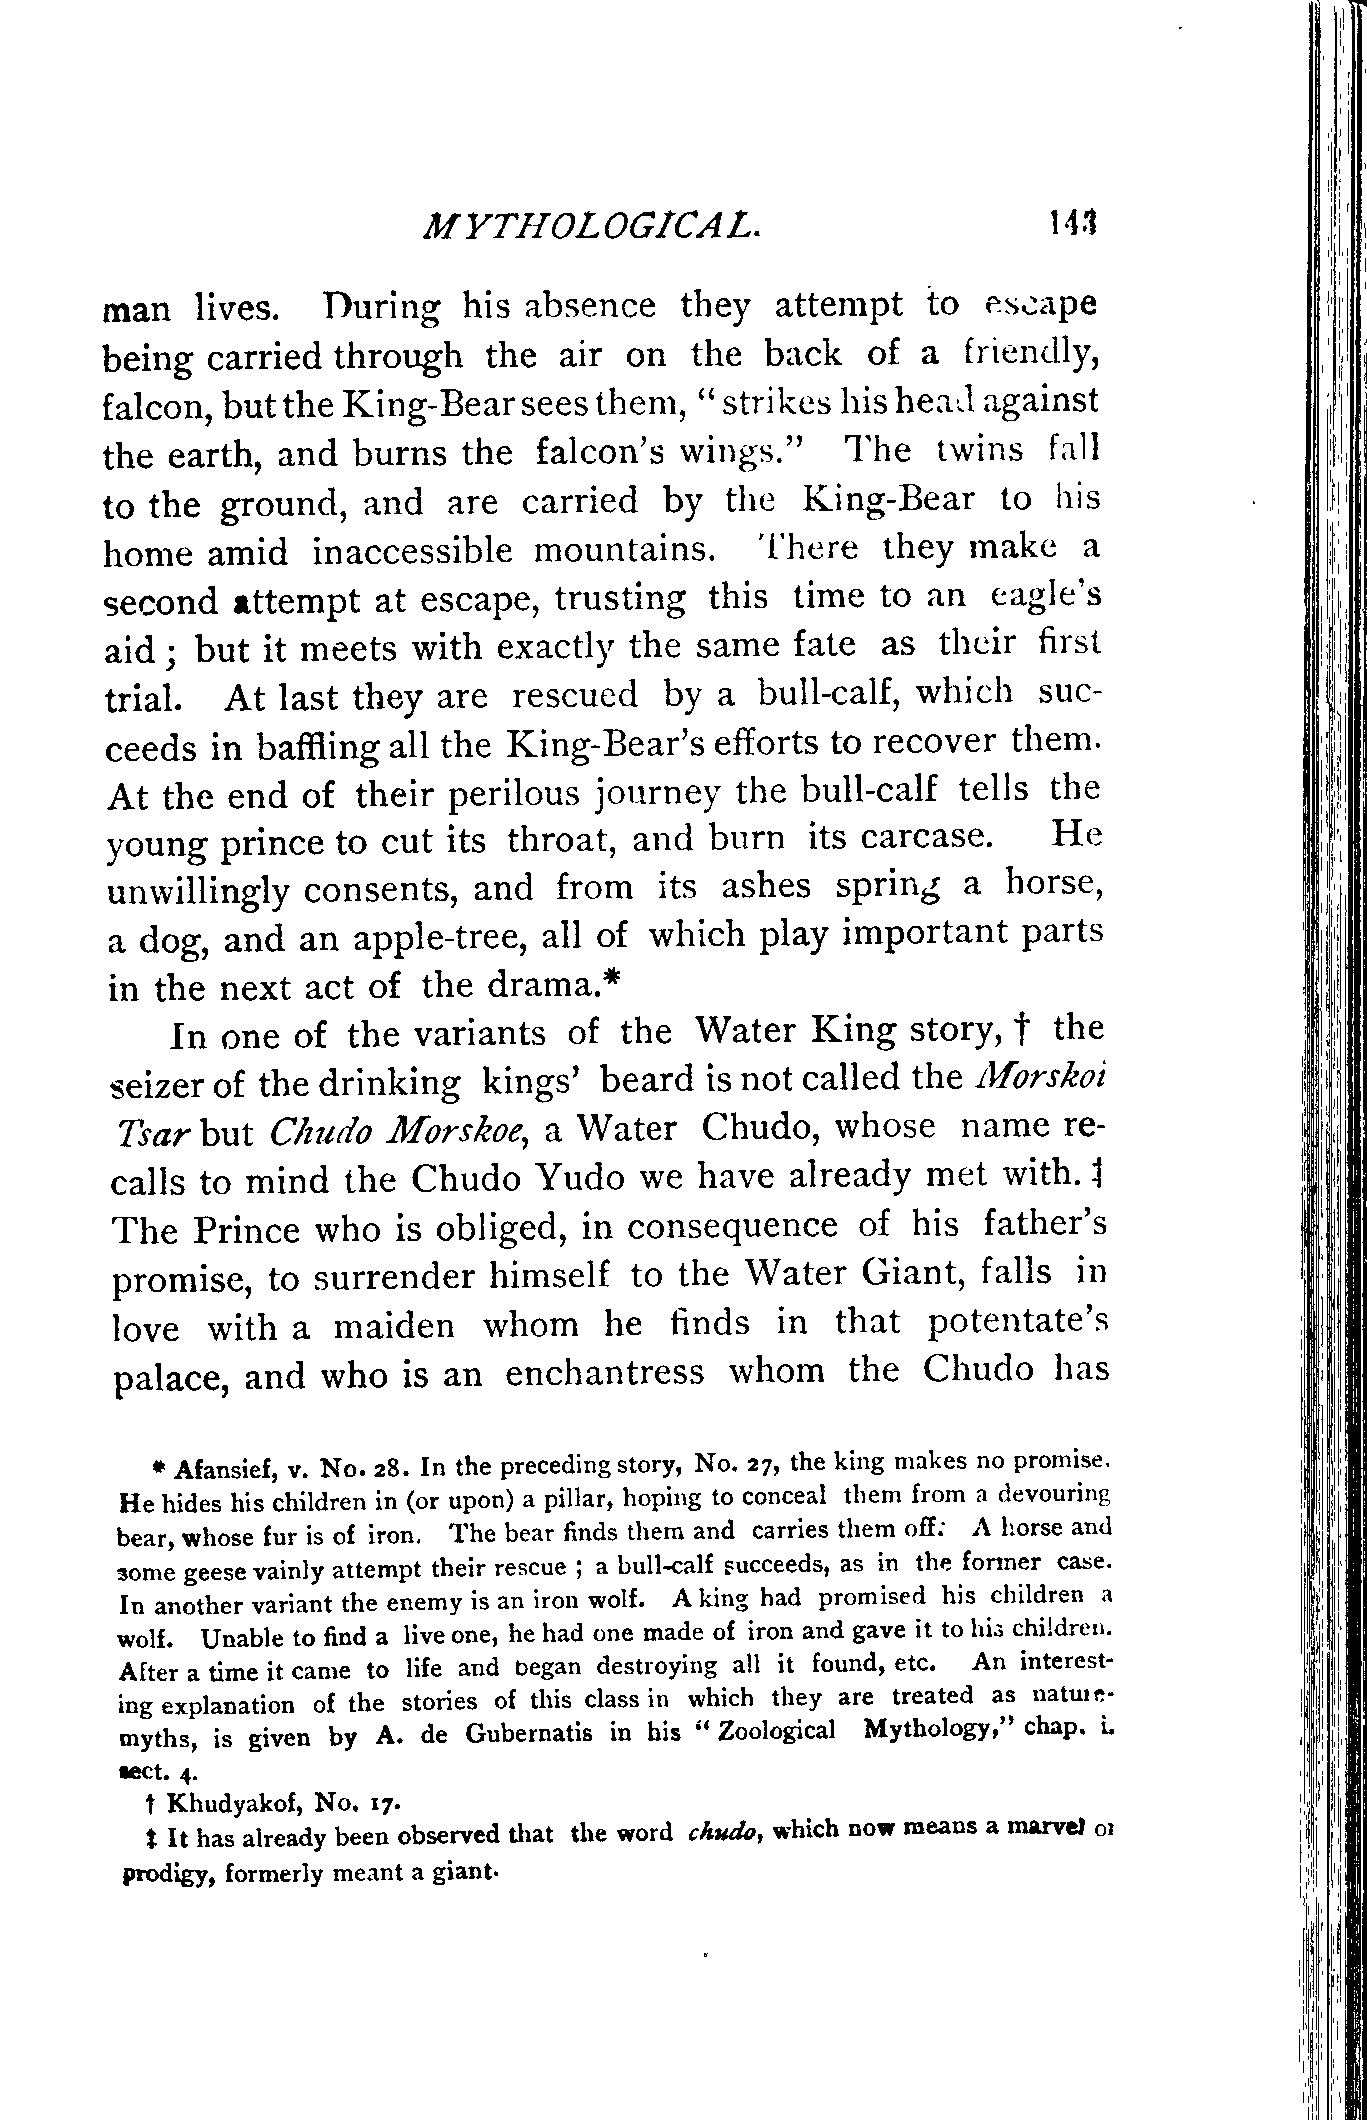 MYTHOLOGICAL. 143
man lives. During his absence they attempt to escape
being carried through the air on the back of a friendly,
falcon, but the King-Bear sees them, “strikes his head against
the earth, and burns the falcon's wings.” The twins fall
to the ground, and are carried by the King-Bear to his
home amid inaccessible mountains. There they make a
second attempt at escape, trusting this time to an eagle's
aid ; but it meets with exactly the same fate as their first
trial. At last they are rescued by a bull-calf, which suc-
ceeds in baffling all the King-Bear's efforts to recover them.
At the end of their perilous journey the bull-calf tells the
young prince to cut its throat, and burn its carcase. He
unwillingly consents, and from its ashes spring a horse,
a dog, and an apple-tree, all of which play important parts
in the next act of the drama.*
In one of the variants of the Water King story, † the
seizer of the drinking kings' beard is not called the Morskoi
Tsar but Chudo Morskoe, a Water Chudo, whose name re-
calls to mind the Chudo Yudo we have already met with. ‡
The Prince who is obliged, in consequence of his father's
promise, to surrender himself to the Water Giant, falls in
love with a maiden whom he finds in that potentate's
palace, and who is an enchantress whom the Chudo has
* Afansief, v. No. 28. In the preceding story, No. 27, the king makes no promise.
He hides his children in (or upon) a pillar, hoping to conceal them from a devouring
bear, whose fur is of iron. The bear finds them and carries them off: A horse and
some geese vainly attempt their rescue ; a bull-calf succeeds, as in the former case.
In another variant the enemy is an iron wolf. A king had promised his children a
wolf. Unable to find a live one, he had one made of iron and gave it to his children.
After a time it came to life and began destroying all it found, etc. An interest-
ing explanation of the stories of this class in which they are treated as nature-
myths, is given by A. de Gubernatis in his “Zoological Mythology,” chap. i.
sect. 4.
† Khudyakof, No. 17.
‡ It has already been observed that the word chudo, which now means a marvel or
prodigy, formerly meant a giant.